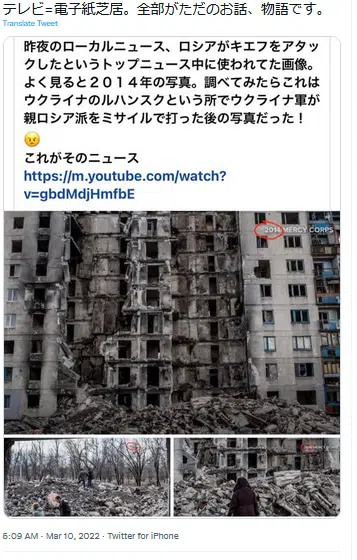 テレビ=電子紙芝居。全部がただのお話、物語です。
Translate Tweet
昨夜のローカルニュース、ロシアがキエフをアタッ
クしたというトップニュース中に使われてた画像。
よく見ると２０１４年の写真。調べてみたらこれは
ウクライナのルハンスクという所でウクライナ軍が
親ロシア派をミサイルで打った後の写真だった！
😠
これがそのニュース
https://m.youtube.com/watch?
v=gbdMdjHmfbE
2014 MERCY CORPS
6:09 AM · Mar 10, 2022 · Twitter for iPhone